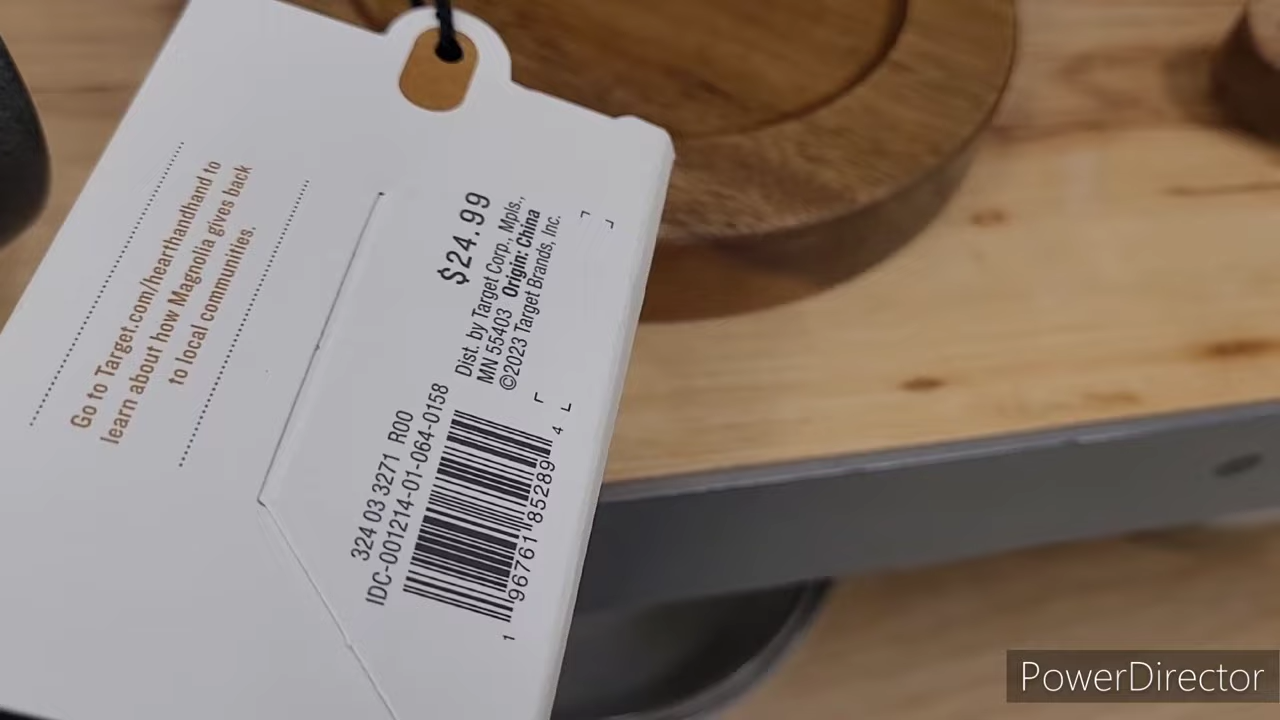 Go to Target.com/hearthandhand to
learn about how Magnolia gives back
to local communities.
$24.99
Dist. by Target Corp., Mpls.,
MN 55403 Origin: China
©2023 Target Brands, Inc.
324 03 3271 R00
IDC-001214-01-064-0158
1 96761 85289 4
PowerDirector